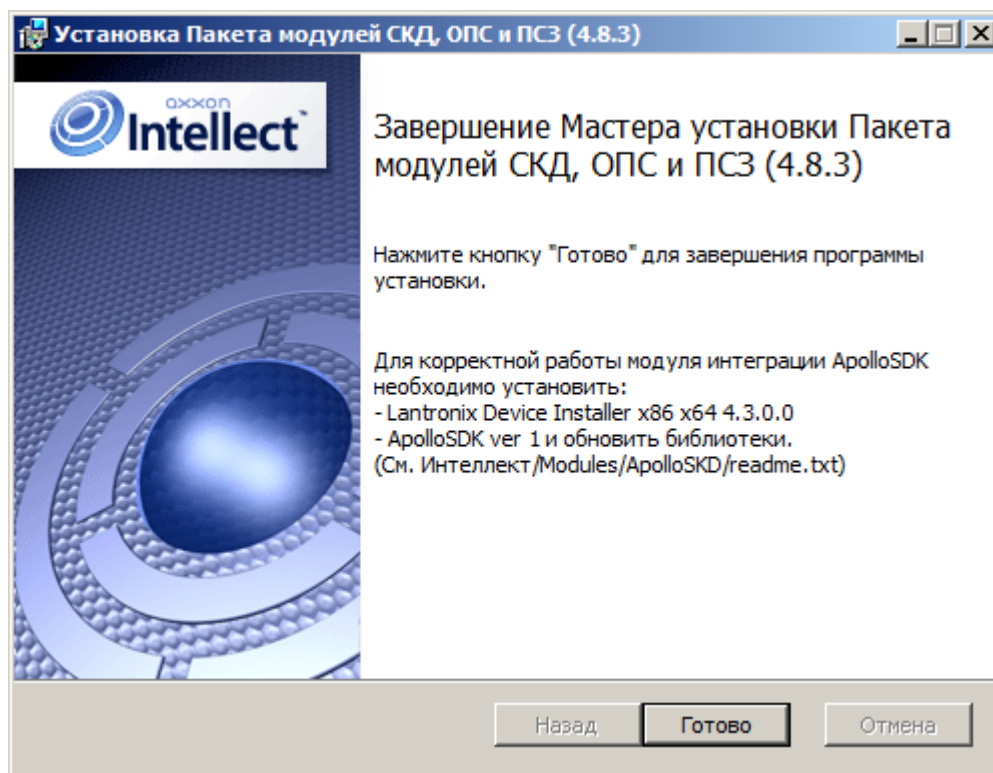 Установка Пакета модулей СКД, ОПС и ПСЗ (4.8.3)
axxon
Intellect™
Завершение Мастера установки Пакета
модулей СКД, ОПС и ПСЗ (4.8.3)
Нажмите кнопку "Готово" для завершения программы
установки.
Для корректной работы модуля интеграции ApolloSDK
необходимо установить:
- Lantronix Device Installer x86 x64 4.3.0.0
- ApolloSDK ver 1 и обновить библиотеки.
(См. Интеллект/Modules/ApolloSKD/readme.txt)
Назад Готово Отмена